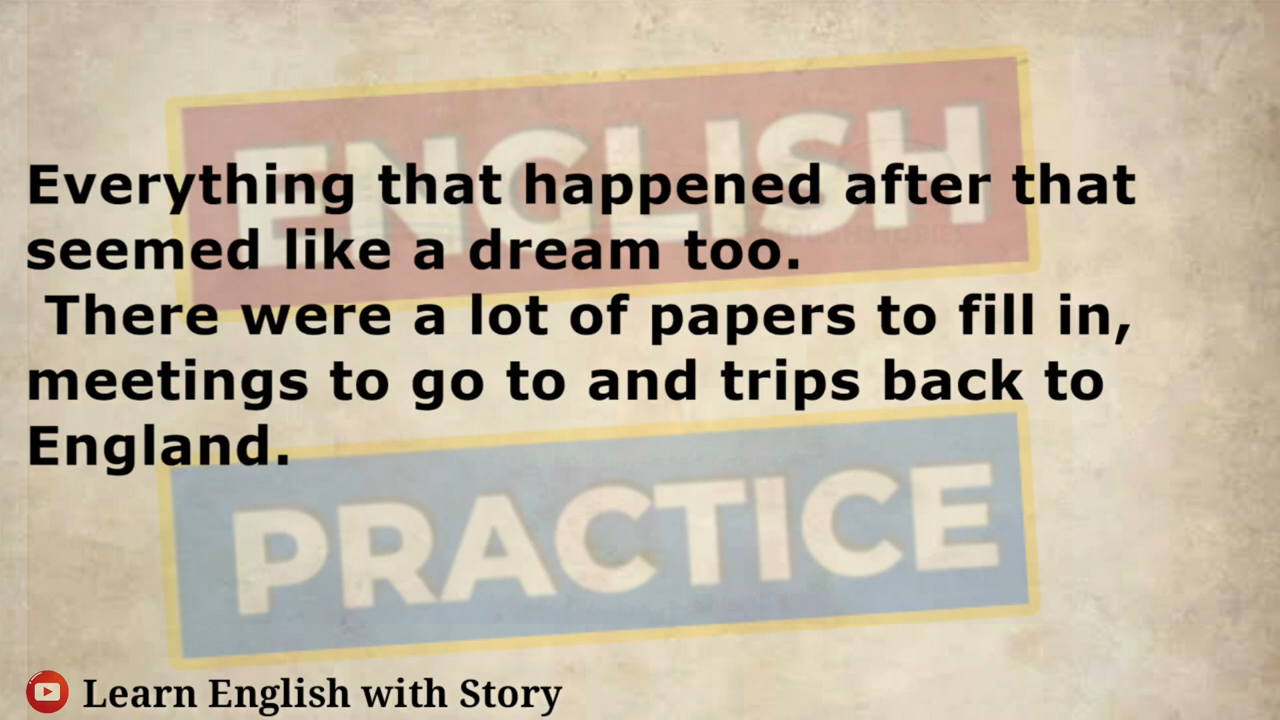 ENGLISH
Everything that happened after that
seemed like a dream too.
There were a lot of papers to fill in,
meetings to go to and trips back to
England.
PRACTICE
Learn English with Story